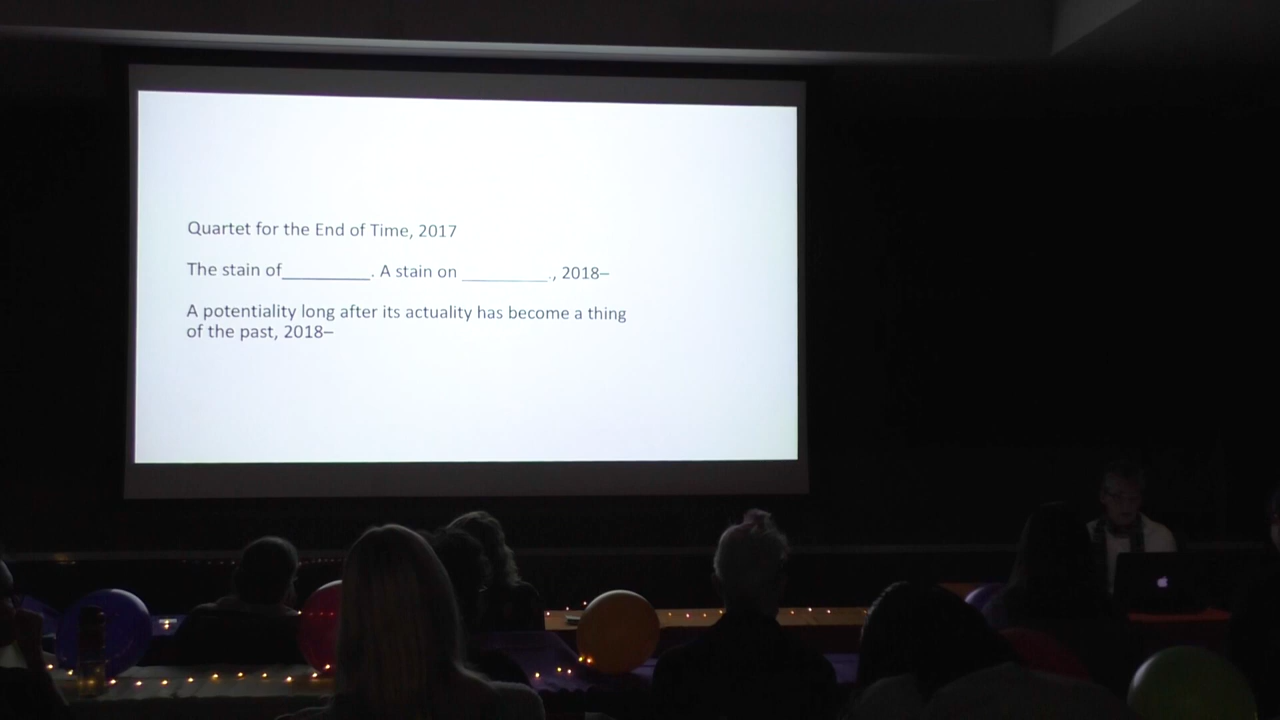 Quartet for the End of Time, 2017
The stain of__________. A stain on __________., 2018–
A potentiality long after its actuality has become a thing
of the past, 2018–